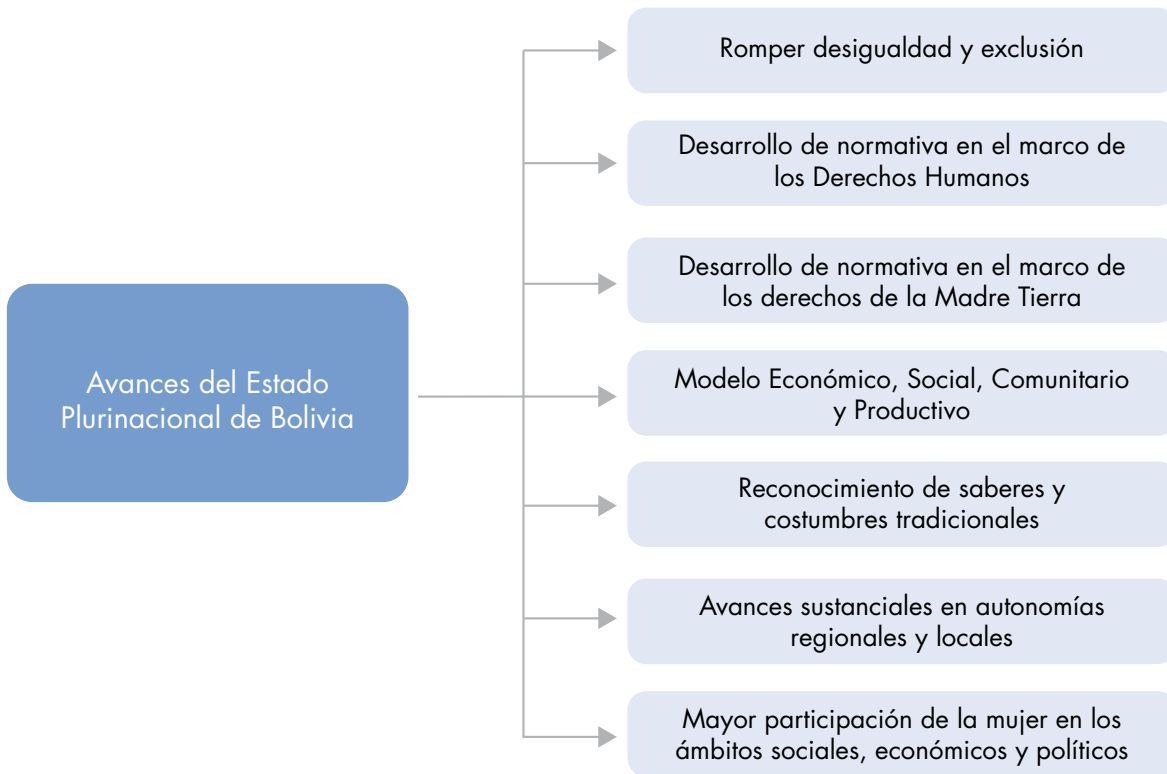 Romper desigualdad y exclusión
Desarrollo de normativa en el marco de
los Derechos Humanos
Desarrollo de normativa en el marco de
los derechos de la Madre Tierra
Avances del Estado
Plurinacional de Bolivia
Modelo Económico, Social, Comunitario
y Productivo
Reconocimiento de saberes y
costumbres tradicionales
Avances sustanciales en autonomías
regionales y locales
Mayor participación de la mujer en los
ámbitos sociales, económicos y políticos